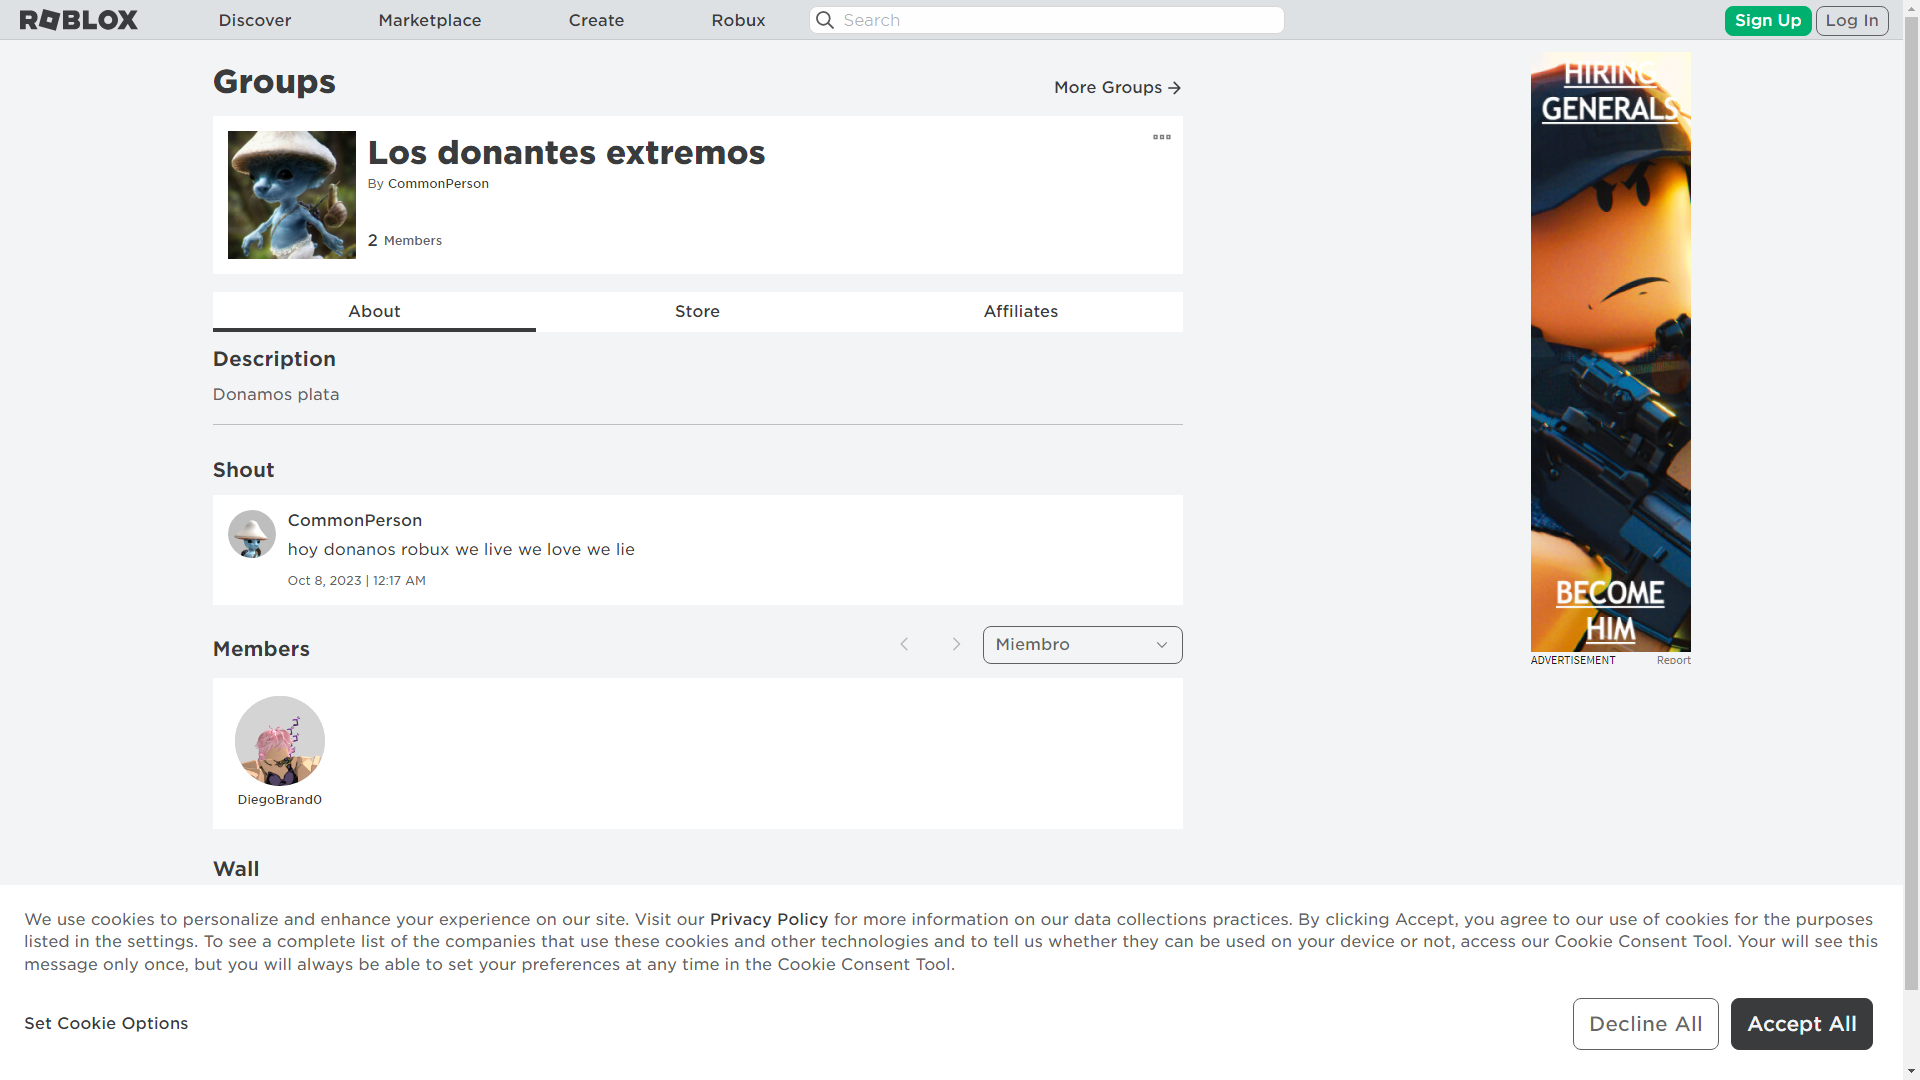 ROBLOX
Discover
Marketplace
Create
Robux
Search
Sign Up
Log In
Groups
More Groups
Los donantes extremos
By CommonPerson
2 Members
About
Store
Affiliates
Description
Donamos plata
Shout
CommonPerson
hoy donanos robux we live we love we lie
Oct 8, 2023 | 12:17 AM
Members
Miembro
DiegoBrand0
Wall
HIRING
GENERALS
BECOME
HIM
ADVERTISEMENT
Report
We use cookies to personalize and enhance your experience on our site. Visit our Privacy Policy for more information on our data collections practices. By clicking Accept, you agree to our use of cookies for the purposes
listed in the settings. To see a complete list of the companies that use these cookies and other technologies and to tell us whether they can be used on your device or not, access our Cookie Consent Tool. Your will see this
message only once, but you will always be able to set your preferences at any time in the Cookie Consent Tool.
Set Cookie Options
Decline All
Accept All